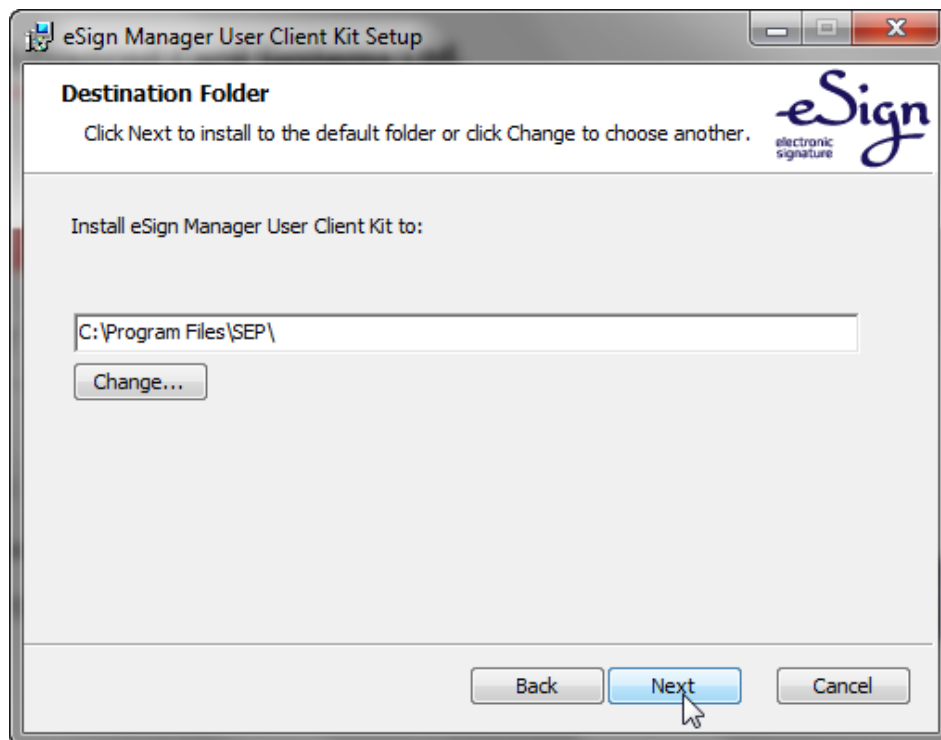 eSign Manager User Client Kit Setup
Destination Folder
Click Next to install to the default folder or click Change to choose another.
eSign
electronic
signature
Install eSign Manager User Client Kit to:
C:\Program Files\SEP\
Change...
Back Next Cancel